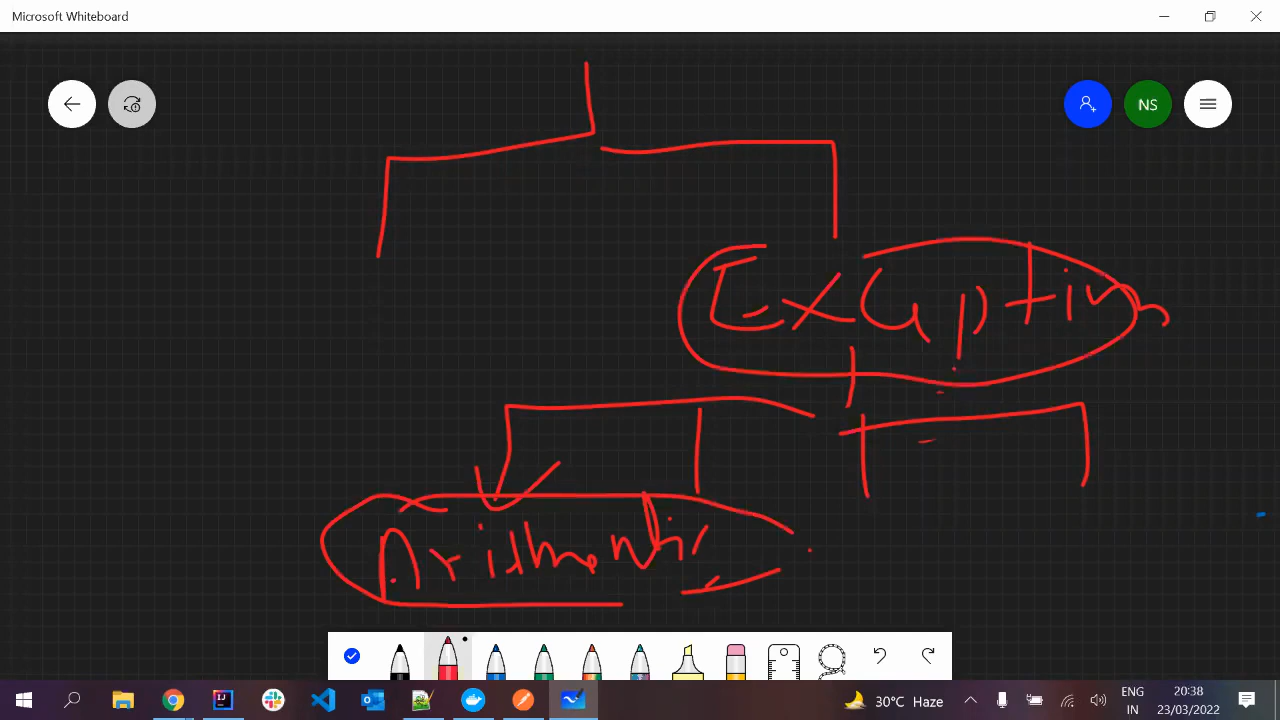 Microsoft Whiteboard
NS
Exception
Arithmetic
ENG
IN
30°C Haze
20:38
23/03/2022